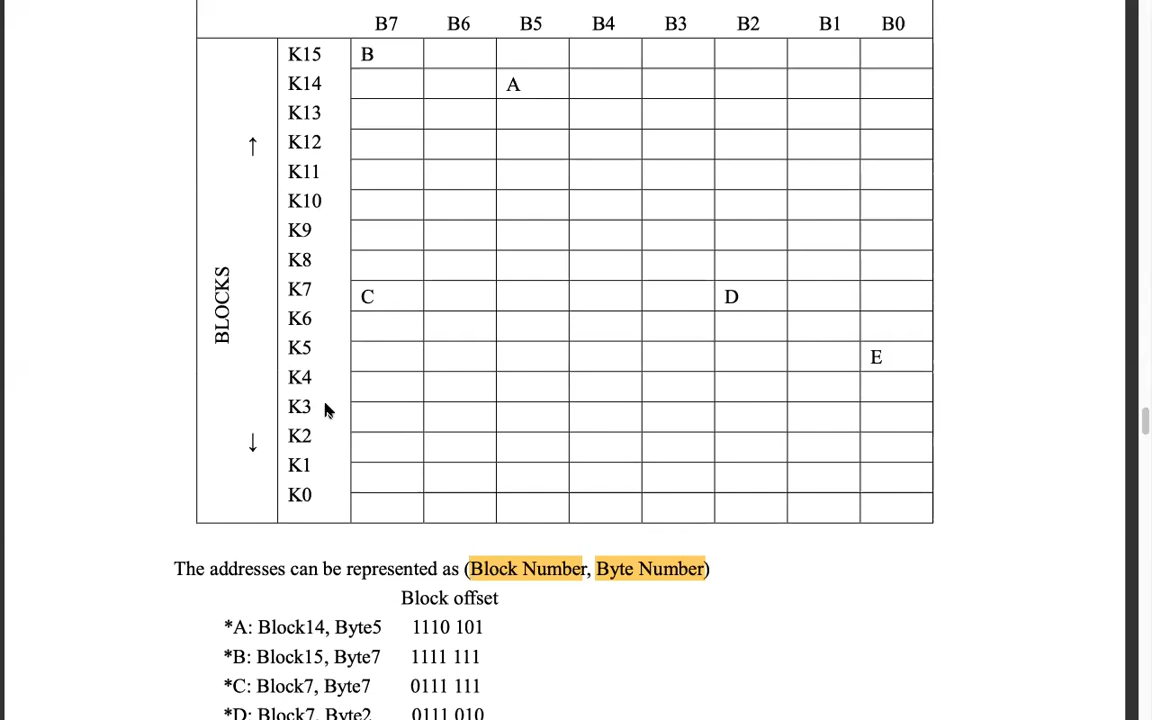 B7 B6 B5 B4 B3 B2 B1 B0
K15 B
K14 A
K13
↑ K12
K11
K10
K9
K8
BLOCKS
K7 C D
K6
K5 E
K4
K3
↓ K2
K1
K0
The addresses can be represented as (Block Number, Byte Number)
Block offset
*A: Block14, Byte5 1110 101
*B: Block15, Byte7 1111 111
*C: Block7, Byte7 0111 111
*D: Block7, Byte2 0111 010